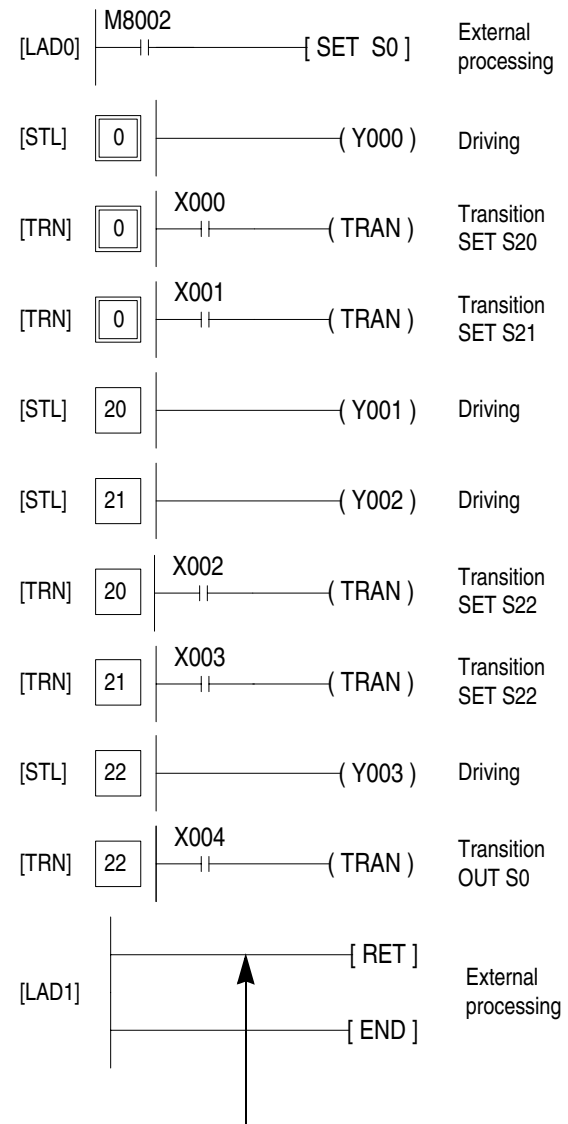 M8002
[LAD0] [ SET S0 ] External
processing
[STL] 0 ( Y000 ) Driving
X000
[TRN] 0 ( TRAN ) Transition
SET S20
X001
[TRN] 0 ( TRAN ) Transition
SET S21
[STL] 20 ( Y001 ) Driving
[STL] 21 ( Y002 ) Driving
X002
[TRN] 20 ( TRAN ) Transition
SET S22
X003
[TRN] 21 ( TRAN ) Transition
SET S22
[STL] 22 ( Y003 ) Driving
X004
[TRN] 22 ( TRAN ) Transition
OUT S0
[ RET ]
[LAD1] External
processing
[ END ]